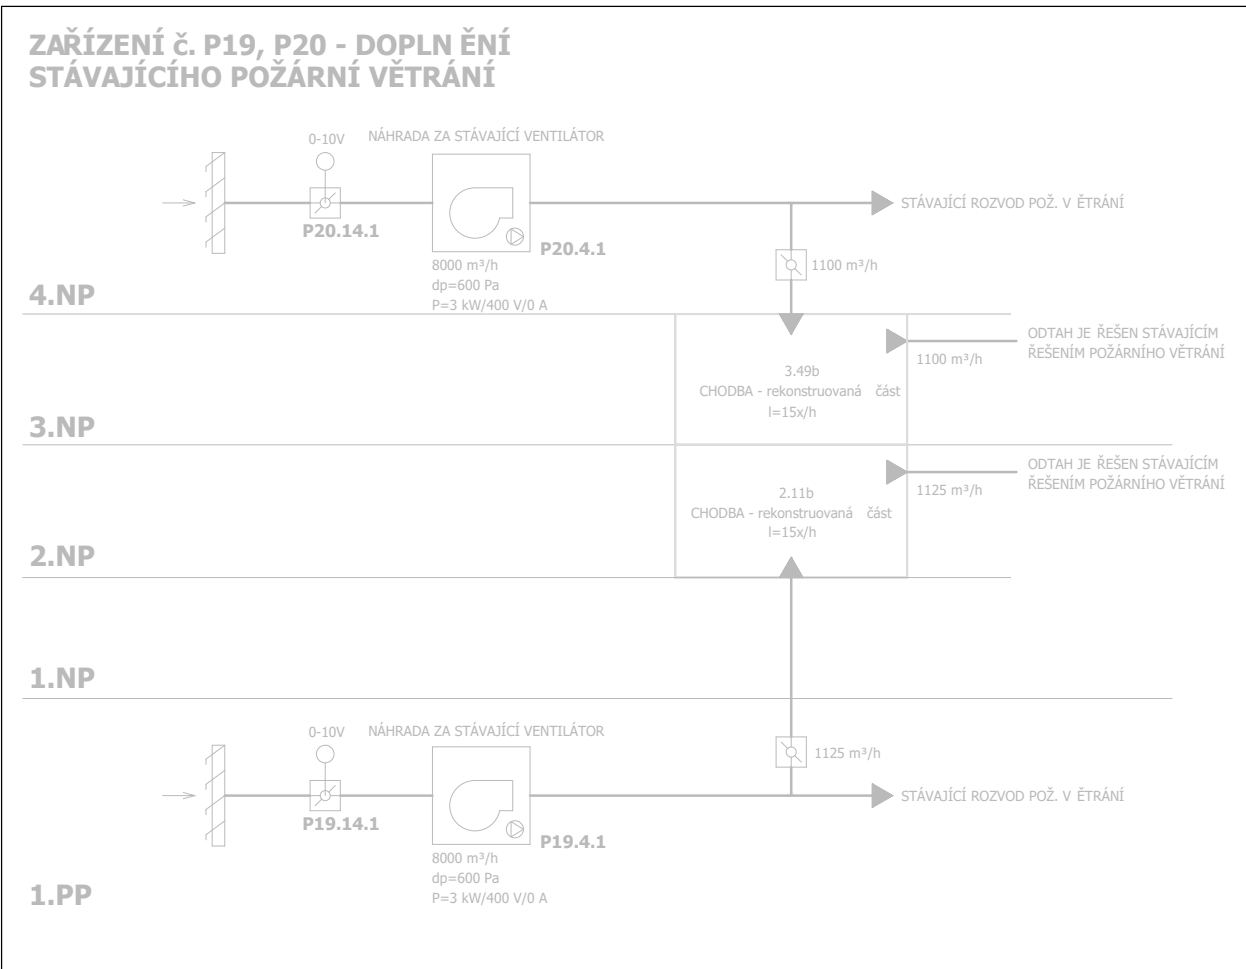 ZAŘÍZENÍ č. P19, P20 - DOPLN ĚNÍ
STÁVAJÍCÍHO POŽÁRNÍ VĚTRÁNÍ
0-10V
NÁHRADA ZA STÁVAJÍCÍ VENTILÁTOR
P20.14.1
P20.4.1
8000 m³/h
dp=600 Pa
P=3 kW/400 V/0 A
STÁVAJÍCÍ ROZVOD POŽ. V ĚTRÁNÍ
1100 m³/h
4.NP
ODTAH JE ŘEŠEN STÁVAJÍCÍM
ŘEŠENÍM POŽÁRNÍHO VĚTRÁNÍ
1100 m³/h
3.49b
CHODBA - rekonstruovaná část
I=15x/h
3.NP
ODTAH JE ŘEŠEN STÁVAJÍCÍM
ŘEŠENÍM POŽÁRNÍHO VĚTRÁNÍ
1125 m³/h
2.11b
CHODBA - rekonstruovaná část
I=15x/h
2.NP
1.NP
0-10V
NÁHRADA ZA STÁVAJÍCÍ VENTILÁTOR
1125 m³/h
STÁVAJÍCÍ ROZVOD POŽ. V ĚTRÁNÍ
P19.14.1
P19.4.1
8000 m³/h
dp=600 Pa
P=3 kW/400 V/0 A
1.PP